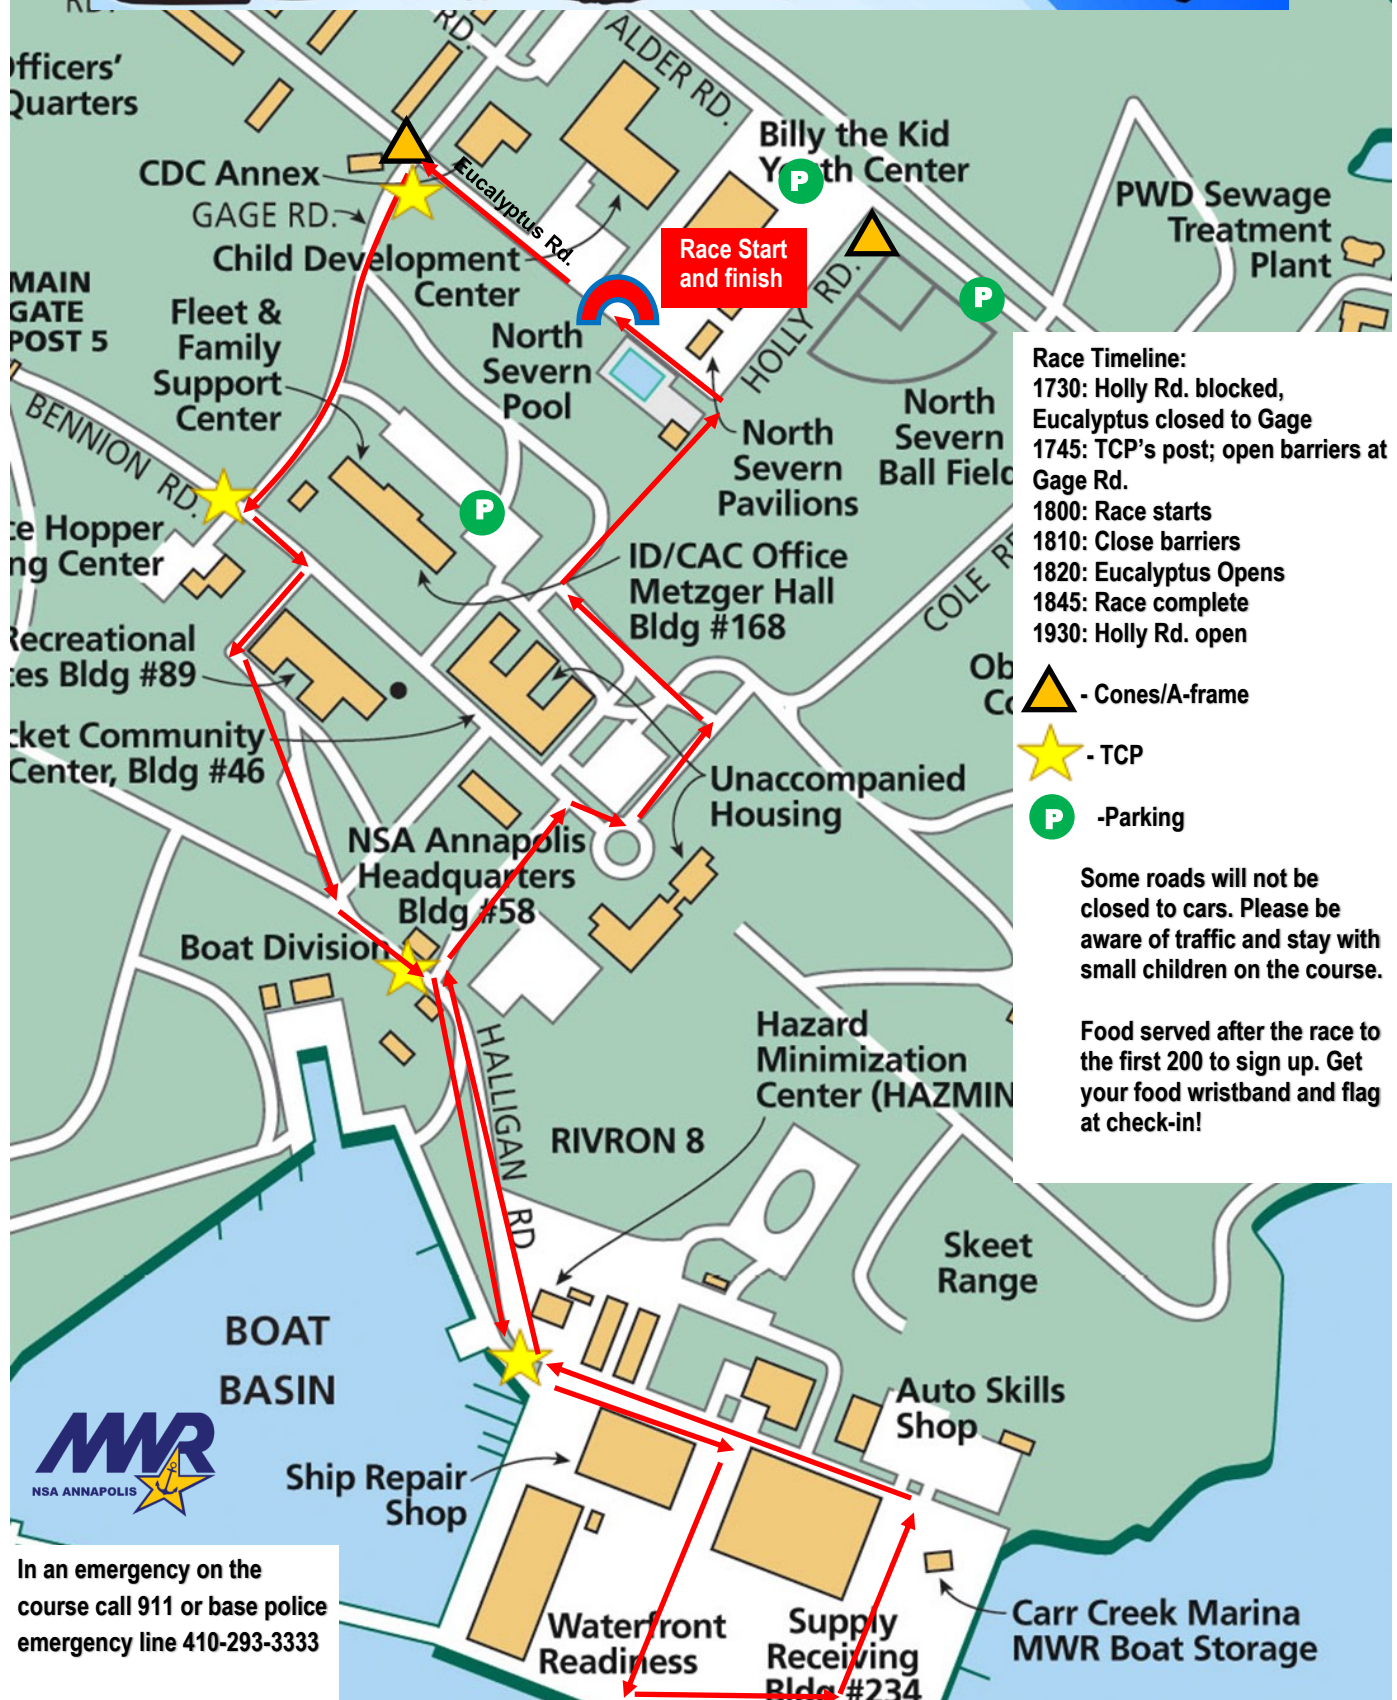 RD.
RD.
ALDER RD.
Officers'
Quarters
CDC Annex
GAGE RD.
Eucalyptus Rd.
Billy the Kid
Youth Center
P
PWD Sewage
Treatment
Plant
Child Development
Center
Race Start
and finish
HOLLY RD.
P
MAIN
GATE
POST 5
Fleet &
Family
Support
Center
North
Severn
Pool
BENNION RD.
North
Severn
Pavilions
North
Severn
Ball Field
P
Hopper
Center
ID/CAC Office
Metzger Hall
Bldg #168
COLE
Recreational
Bldg #89
Community
Center, Bldg #46
Unaccompanied
Housing
NSA Annapolis
Headquarters
Bldg #58
Boat Division
HALLIGAN RD
Hazard
Minimization
Center (HAZMIN
RIVRON 8
Skeet
Range
BOAT
BASIN
Auto Skills
Shop
Ship Repair
Shop
Waterfront
Readiness
Supply
Receiving
Bldg #234
Carr Creek Marina
MWR Boat Storage
Race Timeline:
1730: Holly Rd. blocked,
Eucalyptus closed to Gage
1745: TCP's post; open barriers at
Gage Rd.
1800: Race starts
1810: Close barriers
1820: Eucalyptus Opens
1845: Race complete
1930: Holly Rd. open
- Cones/A-frame
- TCP
P -Parking
Some roads will not be
closed to cars. Please be
aware of traffic and stay with
small children on the course.
Food served after the race to
the first 200 to sign up. Get
your food wristband and flag
at check-in!
MWR
NSA ANNAPOLIS
In an emergency on the
course call 911 or base police
emergency line 410-293-3333